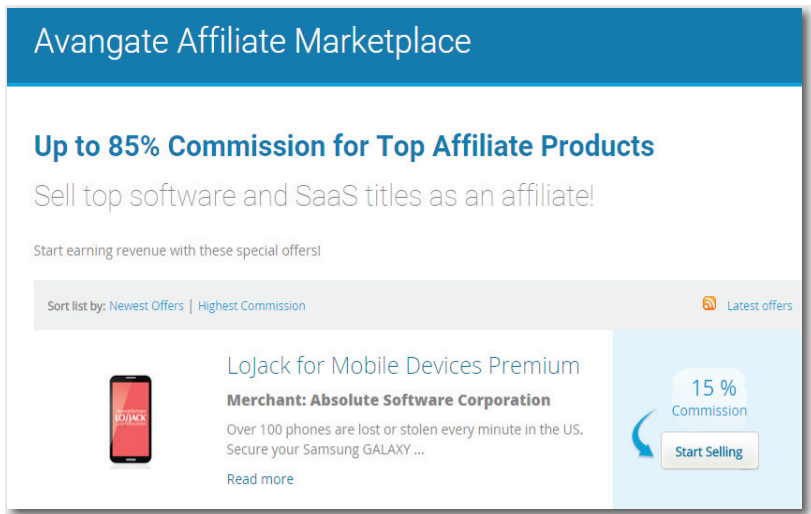 Avangate Affiliate Marketplace
Up to 85% Commission for Top Affiliate Products
Sell top software and SaaS titles as an affiliate!
Start earning revenue with these special offers!
Sort list by: Newest Offers | Highest Commission
Latest offers
LoJack for Mobile Devices Premium
Merchant: Absolute Software Corporation
Over 100 phones are lost or stolen every minute in the US.
Secure your Samsung GALAXY ...
Read more
LOJACK
15 %
Commission
Start Selling